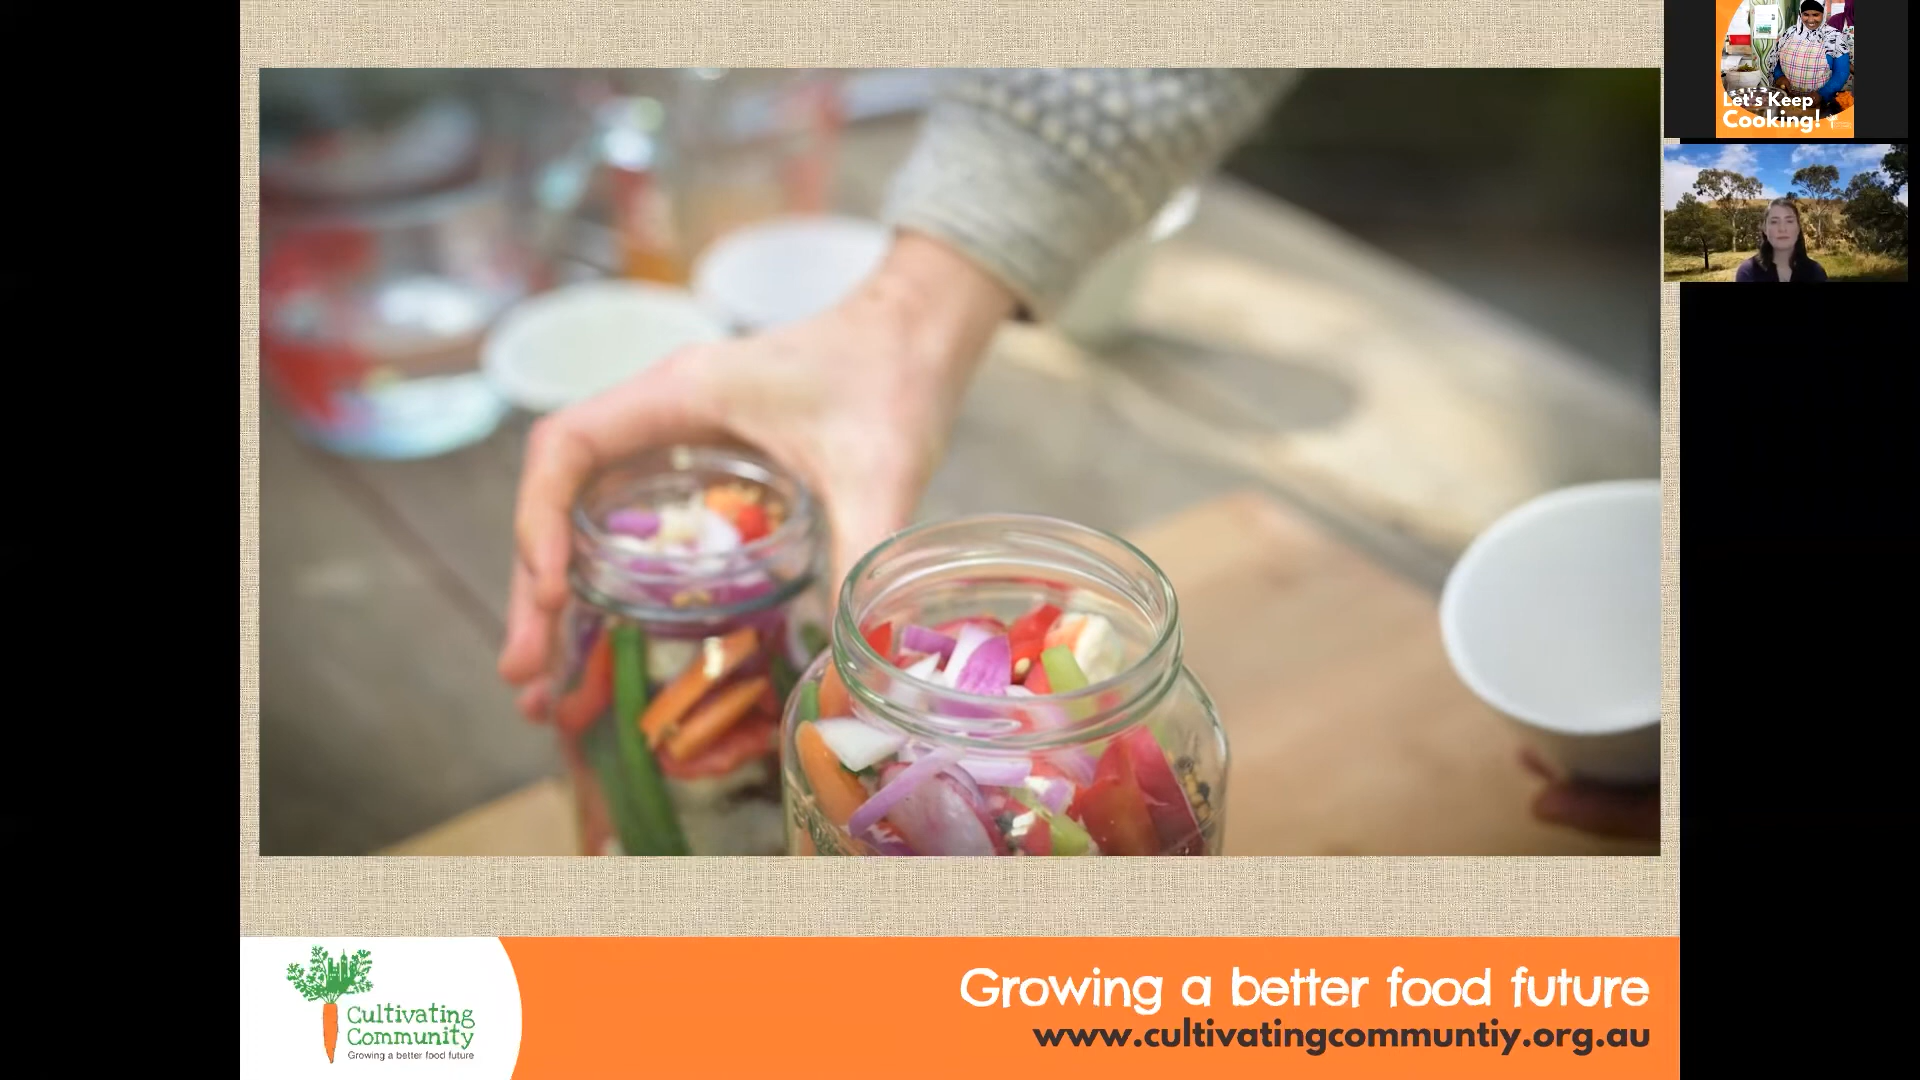 Let's Keep
Cooking!
Cultivating
Community
Growing a better food future
Growing a better food future
www.cultivatingcommuntiy.org.au